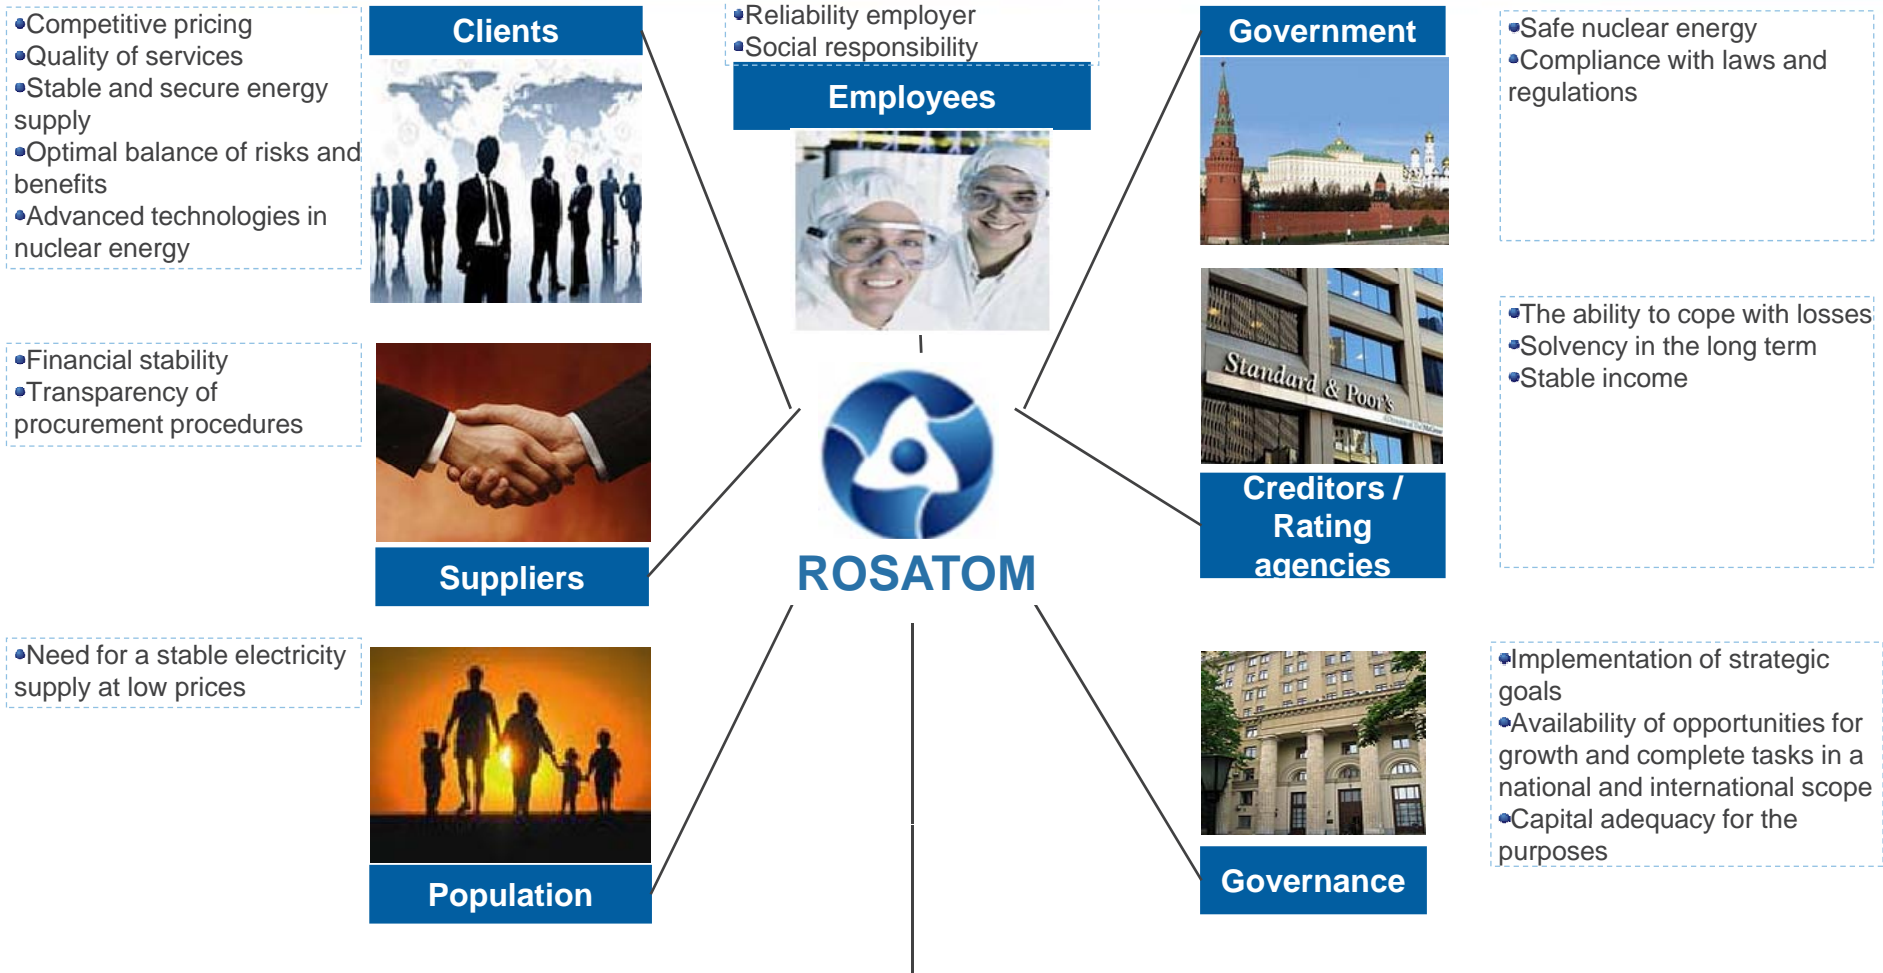 •Competitive pricing
•Quality of services
•Stable and secure energy
supply
•Optimal balance of risks and
benefits
•Advanced technologies in
nuclear energy
Clients
•Reliability employer
•Social responsibility
Employees
Government
•Safe nuclear energy
•Compliance with laws and
regulations
•Financial stability
•Transparency of
procurement procedures
Suppliers
ROSATOM
Standard & Poor's
Creditors /
Rating
agencies
•The ability to cope with losses
•Solvency in the long term
•Stable income
•Need for a stable electricity
supply at low prices
Population
Governance
•Implementation of strategic
goals
•Availability of opportunities for
growth and complete tasks in a
national and international scope
•Capital adequacy for the
purposes